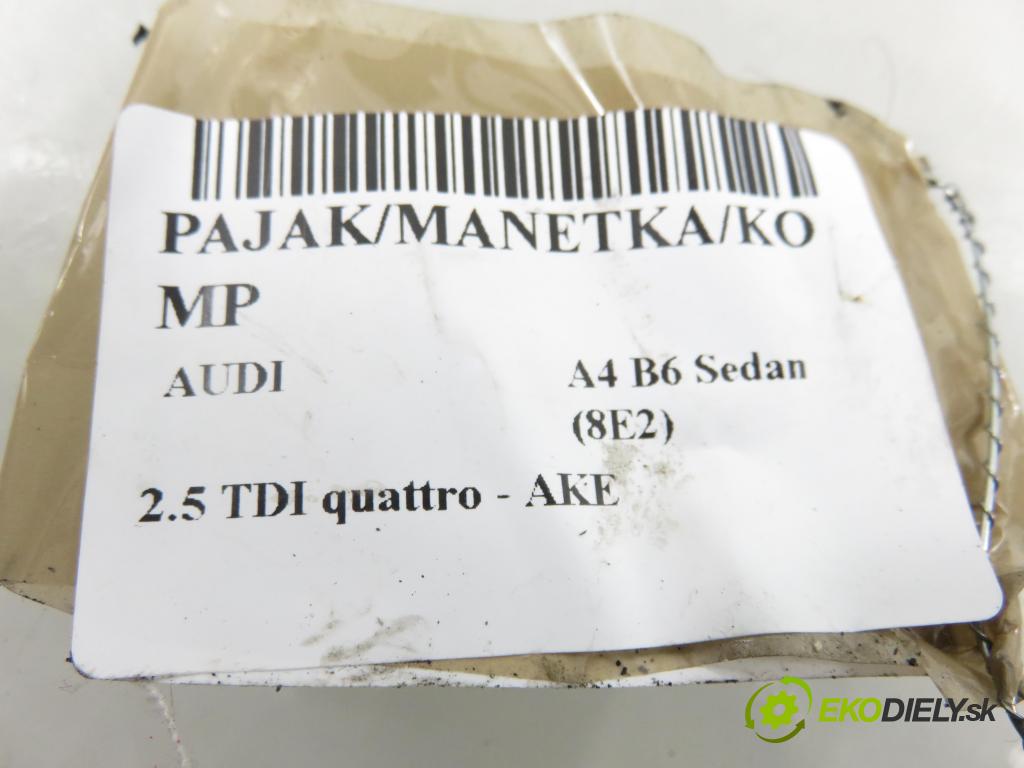 PAJAK/MANETKA/KO
MP
AUDI A4 B6 Sedan
(8E2)
2.5 TDI quattro - AKE
EKODIELY.sk